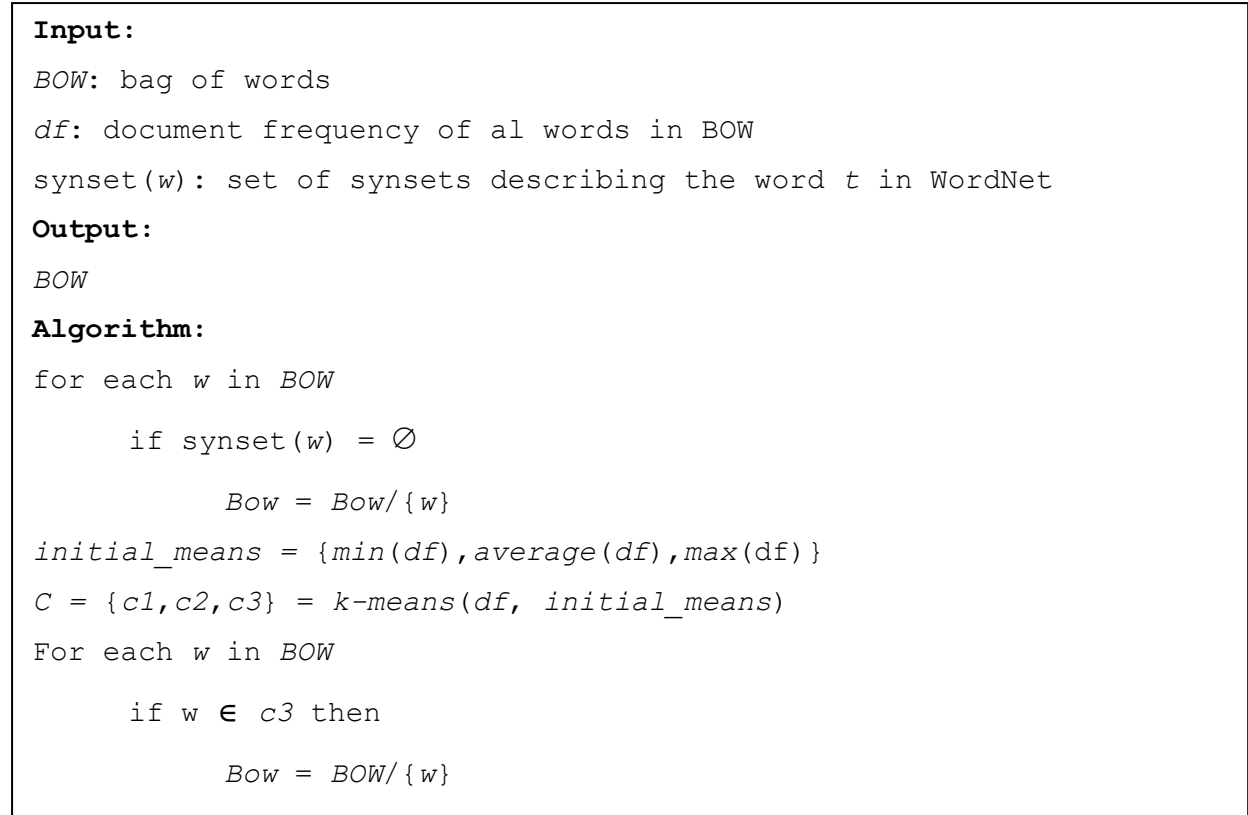 Input:
BOW: bag of words
df: document frequency of al words in BOW
synset(w): set of synsets describing the word t in WordNet
Output:
BOW
Algorithm:
for each w in BOW
if synset(w) = ∅
Bow = Bow/{w}
initial_means = {min(df),average(df),max(df)}
C = {c1,c2,c3} = k-means(df, initial_means)
For each w in BOW
if w ∈ c3 then
Bow = BOW/{w}